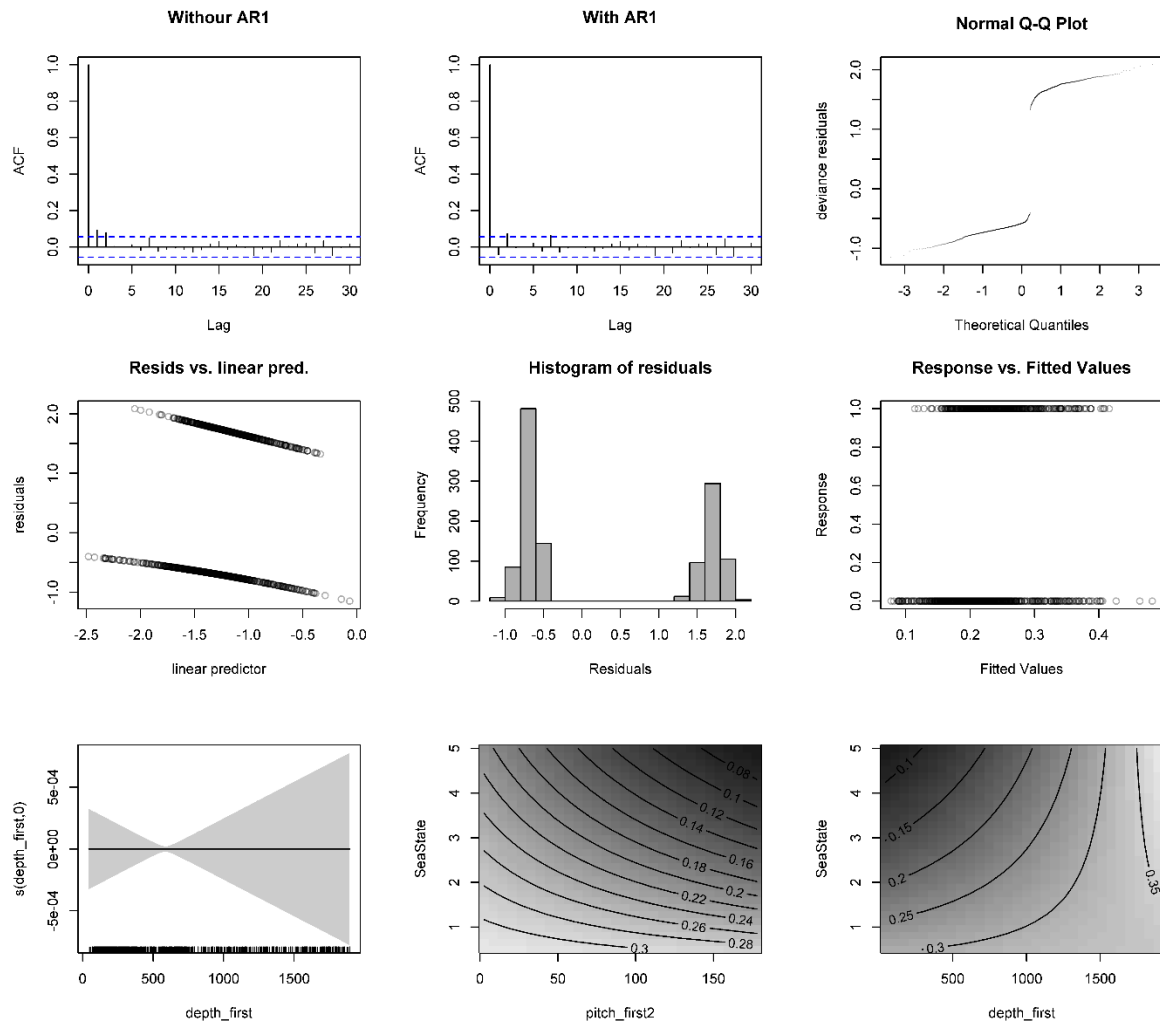 Withour AR1
ACF
0.0 0.2 0.4 0.6 0.8 1.0
0 5 10 15 20 25 30
Lag
With AR1
ACF
0.0 0.2 0.4 0.6 0.8 1.0
0 5 10 15 20 25 30
Lag
Normal Q-Q Plot
deviance residuals
-1.0 0.0 1.0 2.0
-3 -2 -1 0 1 2 3
Theoretical Quantiles
Resids vs. linear pred.
residuals
-1.0 0.0 1.0 2.0
-2.5 -2.0 -1.5 -1.0 -0.5 0.0
linear predictor
Histogram of residuals
Frequency
0 100 200 300 400 500
-1.0 -0.5 0.0 0.5 1.0 1.5 2.0
Residuals
Response vs. Fitted Values
Response
0.0 0.2 0.4 0.6 0.8 1.0
0.1 0.2 0.3 0.4
Fitted Values
s(depth_first,0)
-5e-04 0e+00 5e-04
0 500 1000 1500
depth_first
SeaState
1 2 3 4 5
0.08
0.1
0.12
0.14
0.16
0.18
0.2
0.22
0.24
0.26
0.28
0.3
0 50 100 150
pitch_first2
SeaState
1 2 3 4 5
0.1
0.15
0.2
0.25
0.3
0.35
500 1000 1500
depth_first